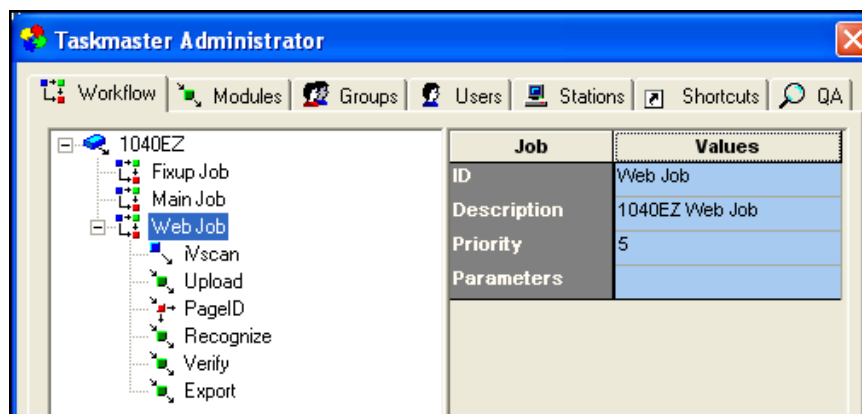 Taskmaster Administrator
Workflow Modules Groups Users Stations Shortcuts QA
1040EZ
Fixup Job
Main Job
Web Job
iVscan
Upload
PageID
Recognize
Verify
Export
Job Values
ID Web Job
Description 1040EZ Web Job
Priority 5
Parameters